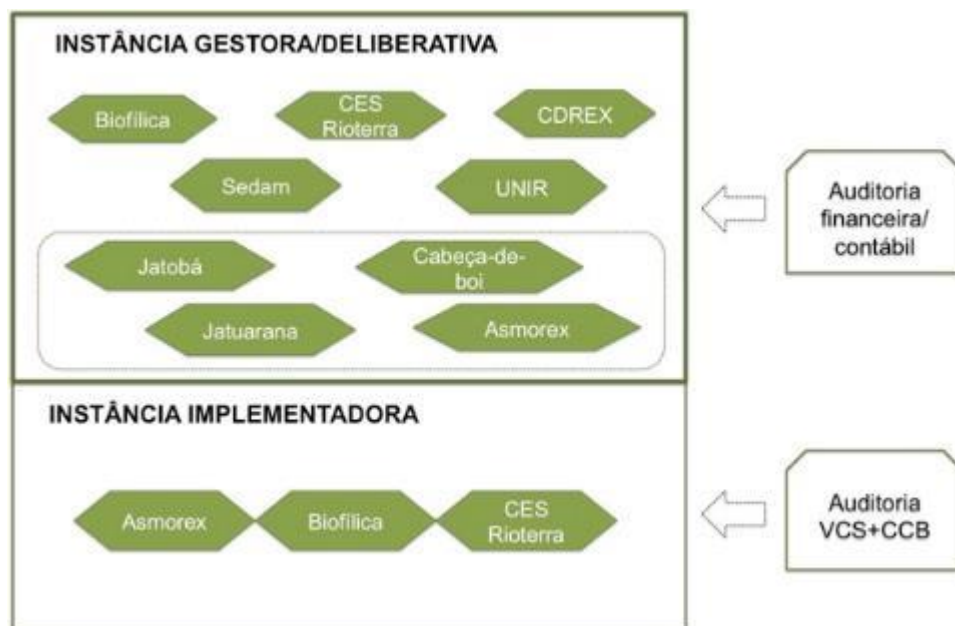 INSTÂNCIA GESTORA/DELIBERATIVA
Biofílica
CES
Rioterra
CDREX
Sedam
UNIR
Jatobá
Cabeça-de-
boi
Jatuarana
Asmorex
Auditoria
financeira/
contábil
INSTÂNCIA IMPLEMENTADORA
Asmorex
Biofílica
CES
Rioterra
Auditoria
VCS+CCB